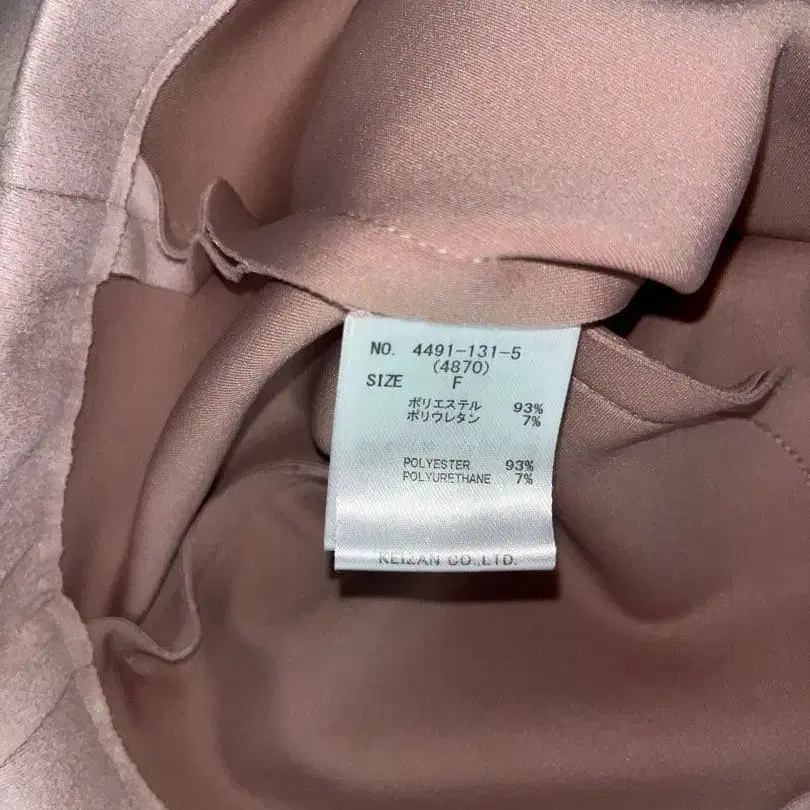 NO. 4491-131-5
(4870)
SIZE F
ポリエステル 93%
ポリウレタン 7%
POLYESTER 93%
POLYURETHANE 7%
KEIZAN CO.,LTD.